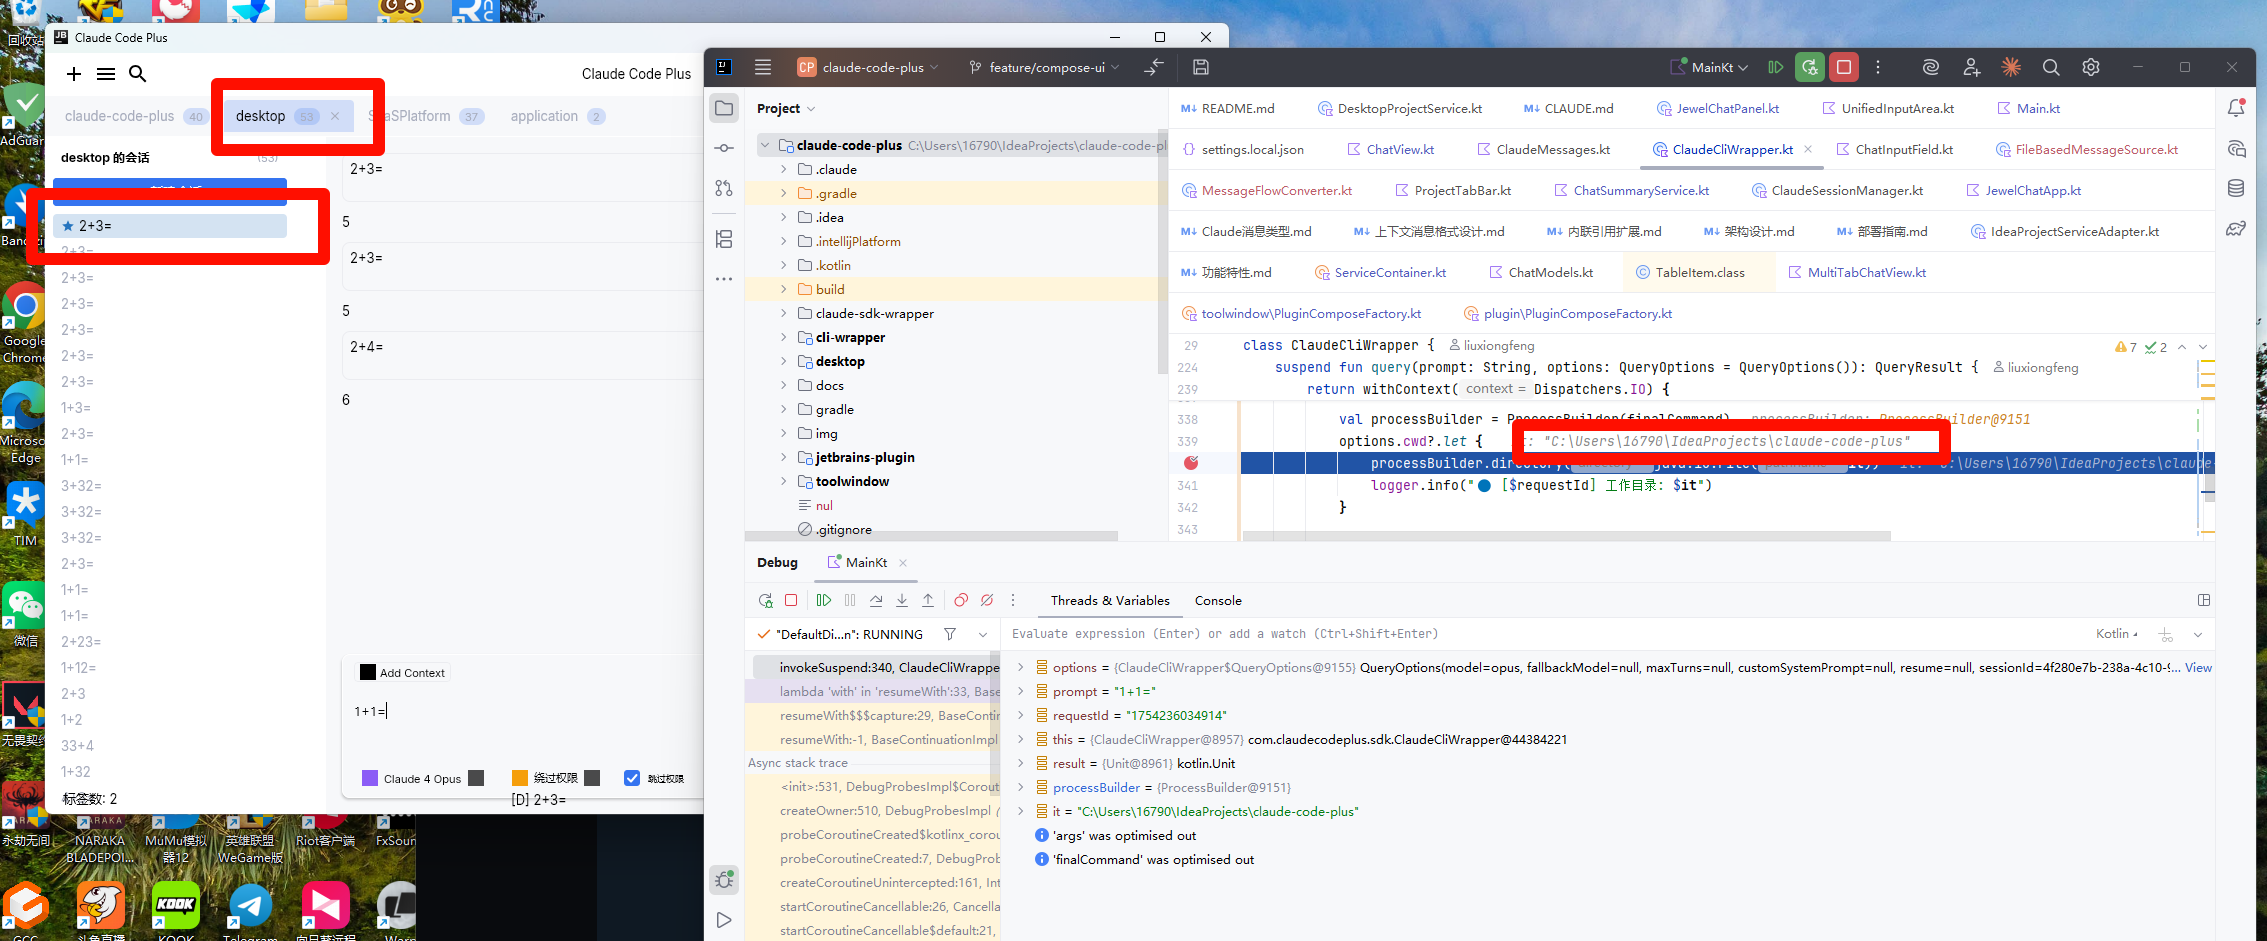 回收站
AdGuar
Google Chrome
Microso Edge
TIM
微信
无畏契约
永劫无间
NARAKA BLADEPOI...
MuMu模拟器12
英雄联盟WeGame版
Riot客户端
FxSoun
GCC
斗鱼直播
KOOK
Telegram
向日葵远程
Warp
Claude Code Plus
Claude Code Plus
claude-code-plus 40
desktop 53 ×
SPlatform 37
application 2
desktop 的会话
(53)
★ 2+3=
2+3=
2+3=
2+3=
2+3=
2+3=
2+3=
1+3=
2+3=
1+1=
3+32=
3+32=
3+32=
2+3=
1+1=
1+1=
2+23=
1+12=
2+3
1+2
33+4
1+32
标签数: 2
2+3=
5
2+3=
5
2+4=
6
Add Context
1+1=
Claude 4 Opus
绕过权限
跳过权限
[D] 2+3=
CP claude-code-plus
feature/compose-ui
MainKt
Project
claude-code-plus C:\Users\16790\IdeaProjects\claude-code-pl
.claude
.gradle
.idea
.intellijPlatform
.kotlin
build
claude-sdk-wrapper
cli-wrapper
desktop
docs
gradle
img
jetbrains-plugin
toolwindow
nul
.gitignore
README.md
DesktopProjectService.kt
CLAUDE.md
JewelChatPanel.kt
UnifiedInputArea.kt
Main.kt
settings.local.json
ChatView.kt
ClaudeMessages.kt
ClaudeCliWrapper.kt ×
ChatInputField.kt
FileBasedMessageSource.kt
MessageFlowConverter.kt
ProjectTabBar.kt
ChatSummaryService.kt
ClaudeSessionManager.kt
JewelChatApp.kt
Claude消息类型.md
上下文消息格式设计.md
内联引用扩展.md
架构设计.md
部署指南.md
IdeaProjectServiceAdapter.kt
功能特性.md
ServiceContainer.kt
ChatModels.kt
TableItem.class
MultiTabChatView.kt
toolwindow\PluginComposeFactory.kt
plugin\PluginComposeFactory.kt
29 class ClaudeCliWrapper { liuxiongfeng
7 2
224 suspend fun query(prompt: String, options: QueryOptions = QueryOptions()): QueryResult { liuxiongfeng
239 return withContext( context = Dispatchers.IO) {
338 val processBuilder = ProcessBuilder(finalCommand) processBuilder: ProcessBuilder@9151
339 options.cwd?.let { it: "C:\Users\16790\IdeaProjects\claude-code-plus"
processBuilder.directory( java.io.File( it)) it: "C:\Users\16790\IdeaProjects\claude-
341 logger.info("🔵 [$requestId] 工作目录: $it")
342 }
343
Debug
MainKt ×
Threads & Variables
Console
"DefaultDi...n": RUNNING
Evaluate expression (Enter) or add a watch (Ctrl+Shift+Enter)
Kotlin
invokeSuspend:340, ClaudeCliWrappe
lambda 'with' in 'resumeWith':33, Base
resumeWith$$$capture:29, BaseConti
resumeWith:-1, BaseContinuationImpl
Async stack trace
<init>:531, DebugProbesImpl$Corout
createOwner:510, DebugProbesImpl (
probeCoroutineCreated$kotlinx_corou
probeCoroutineCreated:7, DebugProb
createCoroutineUnintercepted:161, Int
startCoroutineCancellable:26, Cancella
startCoroutineCancellable$default:21,
options = {ClaudeCliWrapper$QueryOptions@9155} QueryOptions(model=opus, fallbackModel=null, maxTurns=null, customSystemPrompt=null, resume=null, sessionId=4f280e7b-238a-4c10-9... View
prompt = "1+1="
requestId = "1754236034914"
this = {ClaudeCliWrapper@8957} com.claudecodeplus.sdk.ClaudeCliWrapper@44384221
result = {Unit@8961} kotlin.Unit
processBuilder = {ProcessBuilder@9151}
it = "C:\Users\16790\IdeaProjects\claude-code-plus"
'args' was optimised out
'finalCommand' was optimised out